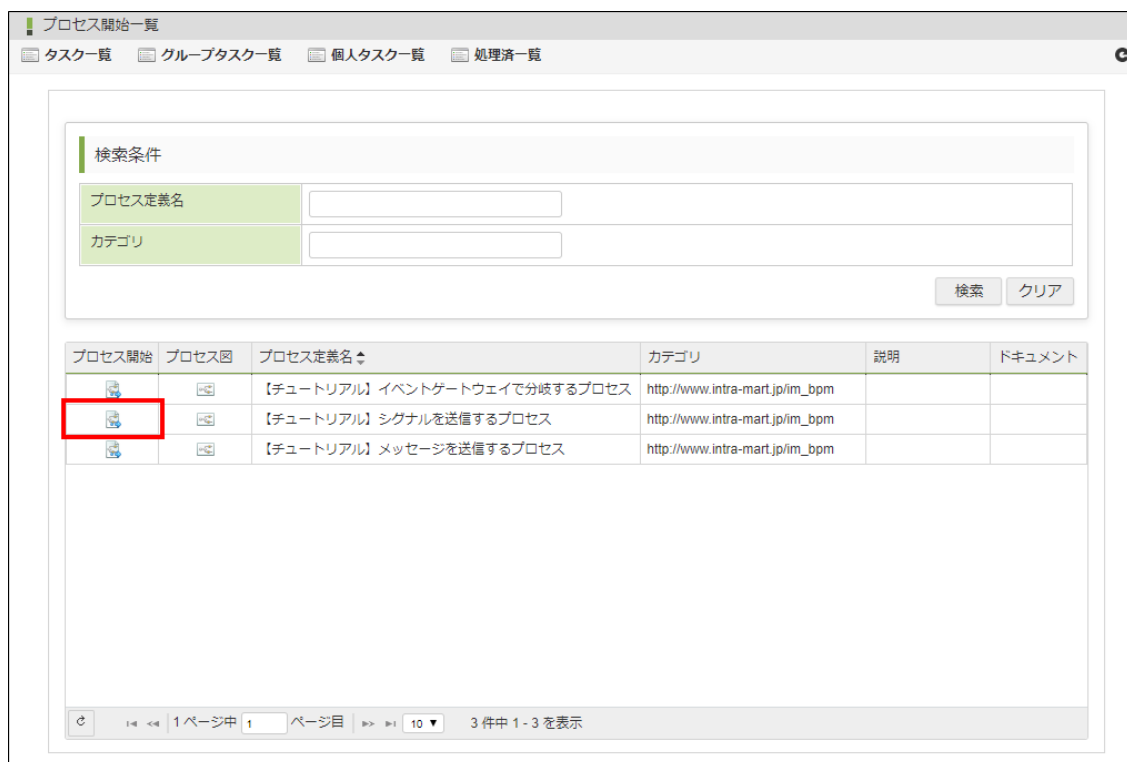 プロセス開始一覧
タスク一覧 グループタスク一覧 個人タスク一覧 処理済一覧
検索条件
プロセス定義名
カテゴリ
検索 クリア
プロセス開始 プロセス図 プロセス定義名 カテゴリ 説明 ドキュメント
【チュートリアル】イベントゲートウェイで分岐するプロセス http://www.intra-mart.jp/im_bpm
【チュートリアル】シグナルを送信するプロセス http://www.intra-mart.jp/im_bpm
【チュートリアル】メッセージを送信するプロセス http://www.intra-mart.jp/im_bpm
1 ページ中 1 ページ目 10 3 件中 1 - 3 を表示